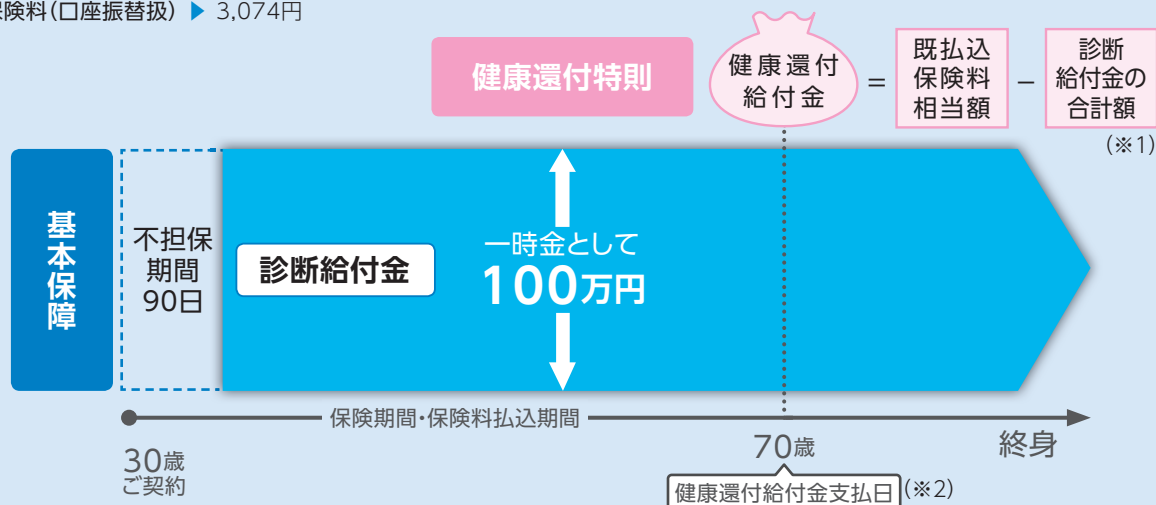 保険料(口座振替扱) ▶ 3,074円
健康還付特則
健康還付
給付金
=
既払込
保険料
相当額
−
診断
給付金の
合計額
(※1)
基本保障
不担保
期間
90日
診断給付金
一時金として
100万円
保険期間・保険料払込期間
30歳
ご契約
70歳
終身
健康還付給付金支払日
(※2)